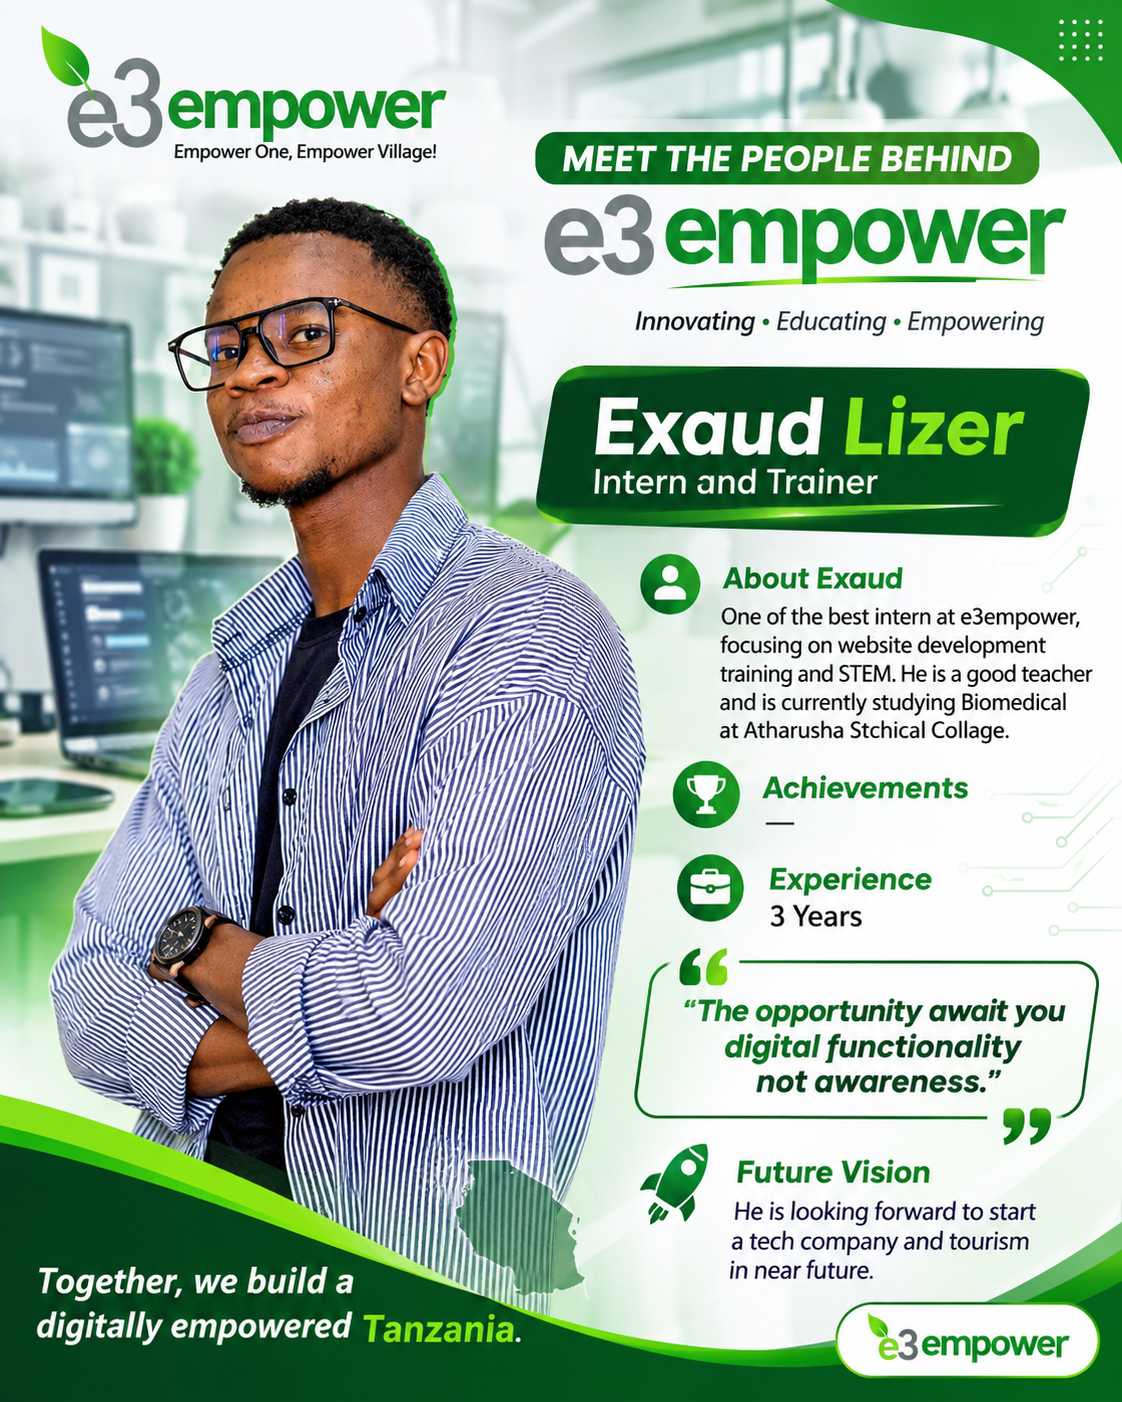 e3empower
Empower One, Empower Village!
MEET THE PEOPLE BEHIND
e3empower
Innovating • Educating • Empowering
Exaud Lizer
Intern and Trainer
About Exaud
One of the best intern at e3empower,
focusing on website development
training and STEM. He is a good teacher
and is currently studying Biomedical
at Atharusha Stchical Collage.
Achievements
—
Experience
3 Years
“The opportunity await you
digital functionality
not awareness.”
Future Vision
He is looking forward to start
a tech company and tourism
in near future.
Together, we build a
digitally empowered Tanzania.
e3empower